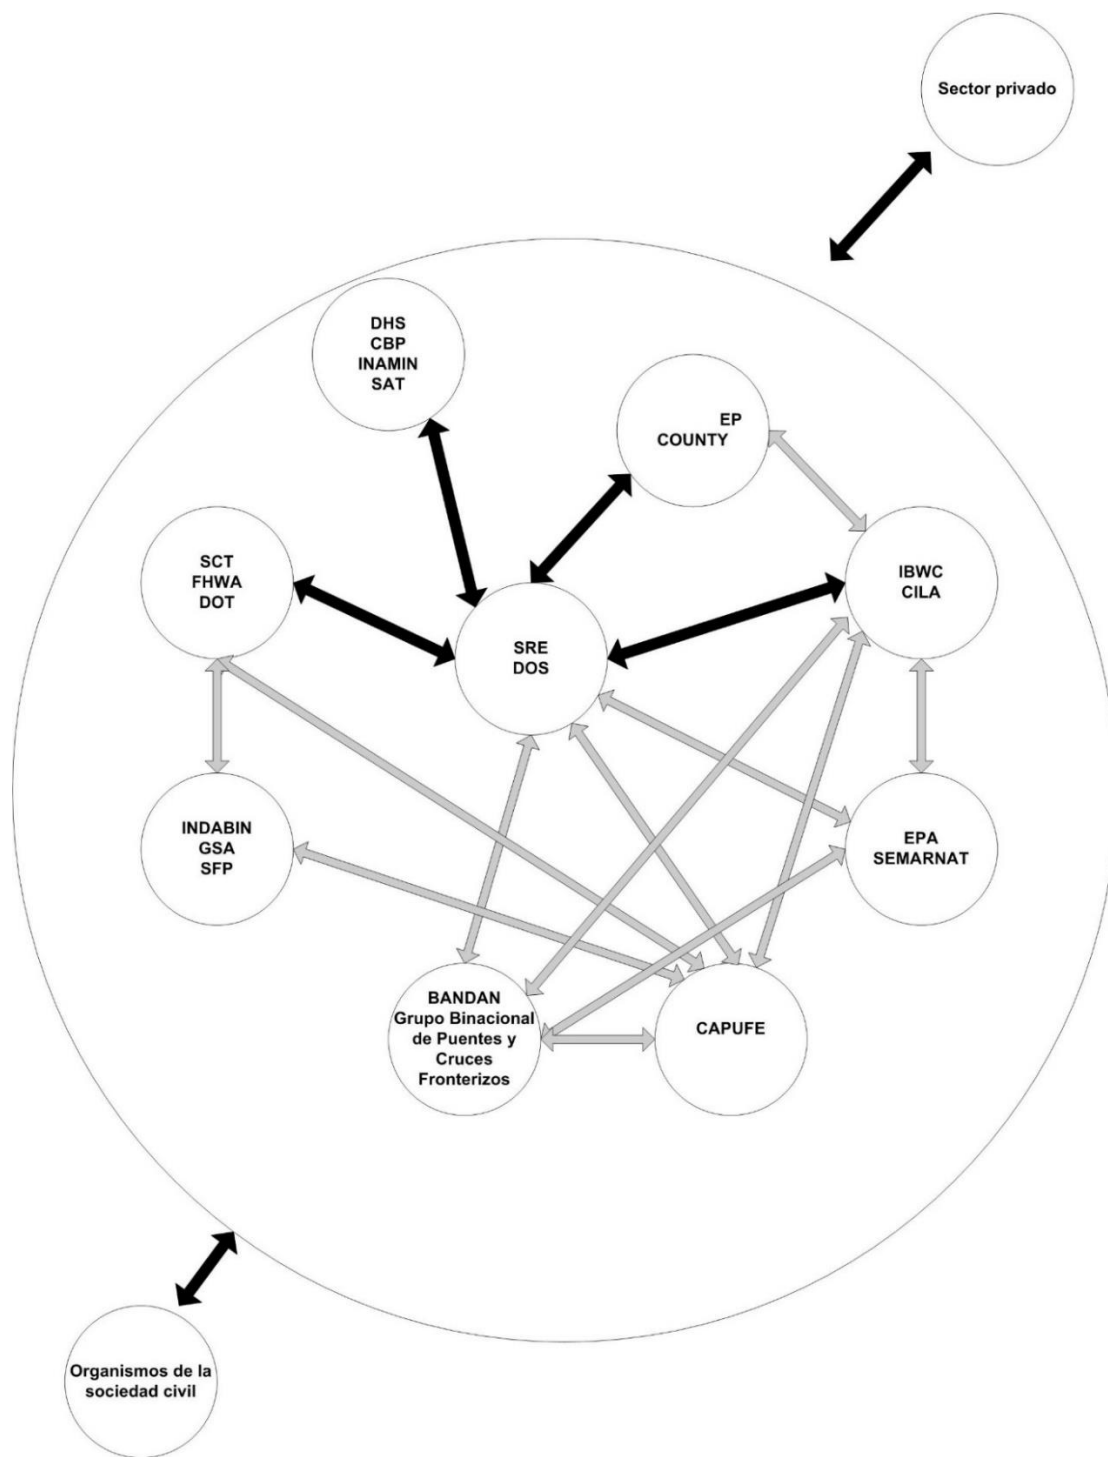 Sector privado
DHS
CBP
INAMIN
SAT
EP
COUNTY
SCT
FHWA
DOT
IBWC
CILA
SRE
DOS
INDABIN
GSA
SFP
EPA
SEMARNAT
BANDAN
Grupo Binacional
de Puentes y
Cruces
Fronterizos
CAPUFE
Organismos de la
sociedad civil